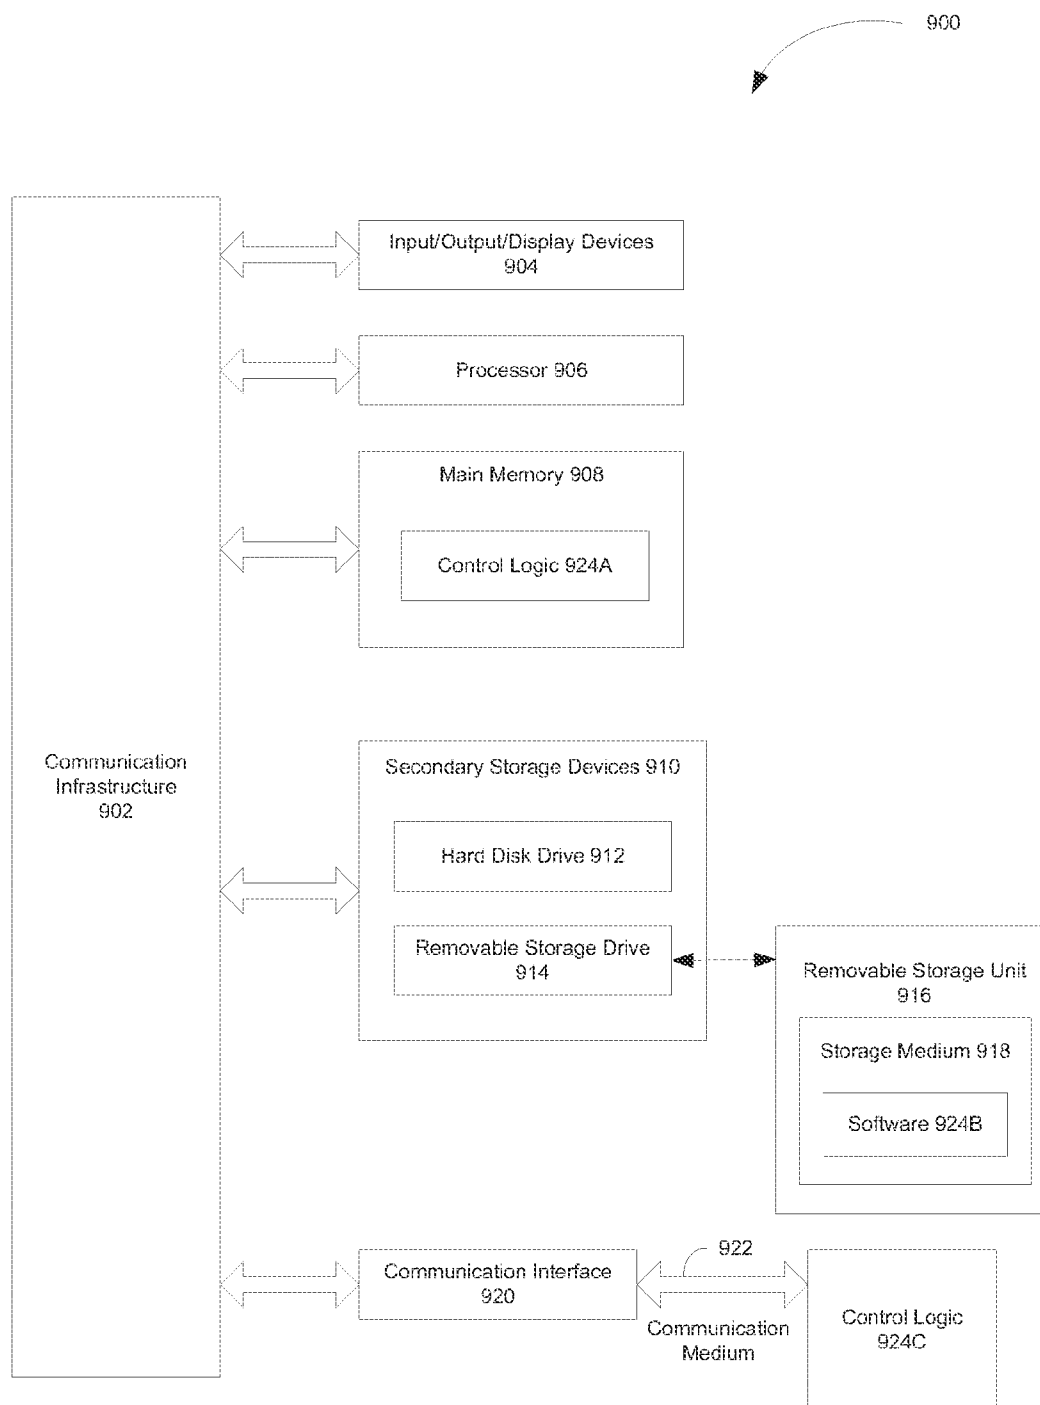 900
Input/Output/Display Devices
904
Processor 906
Main Memory 908
Control Logic 924A
Communication
Infrastructure
902
Secondary Storage Devices 910
Hard Disk Drive 912
Removable Storage Drive
914
Removable Storage Unit
916
Storage Medium 918
Software 924B
922
Communication Interface
920
Communication
Medium
Control Logic
924C